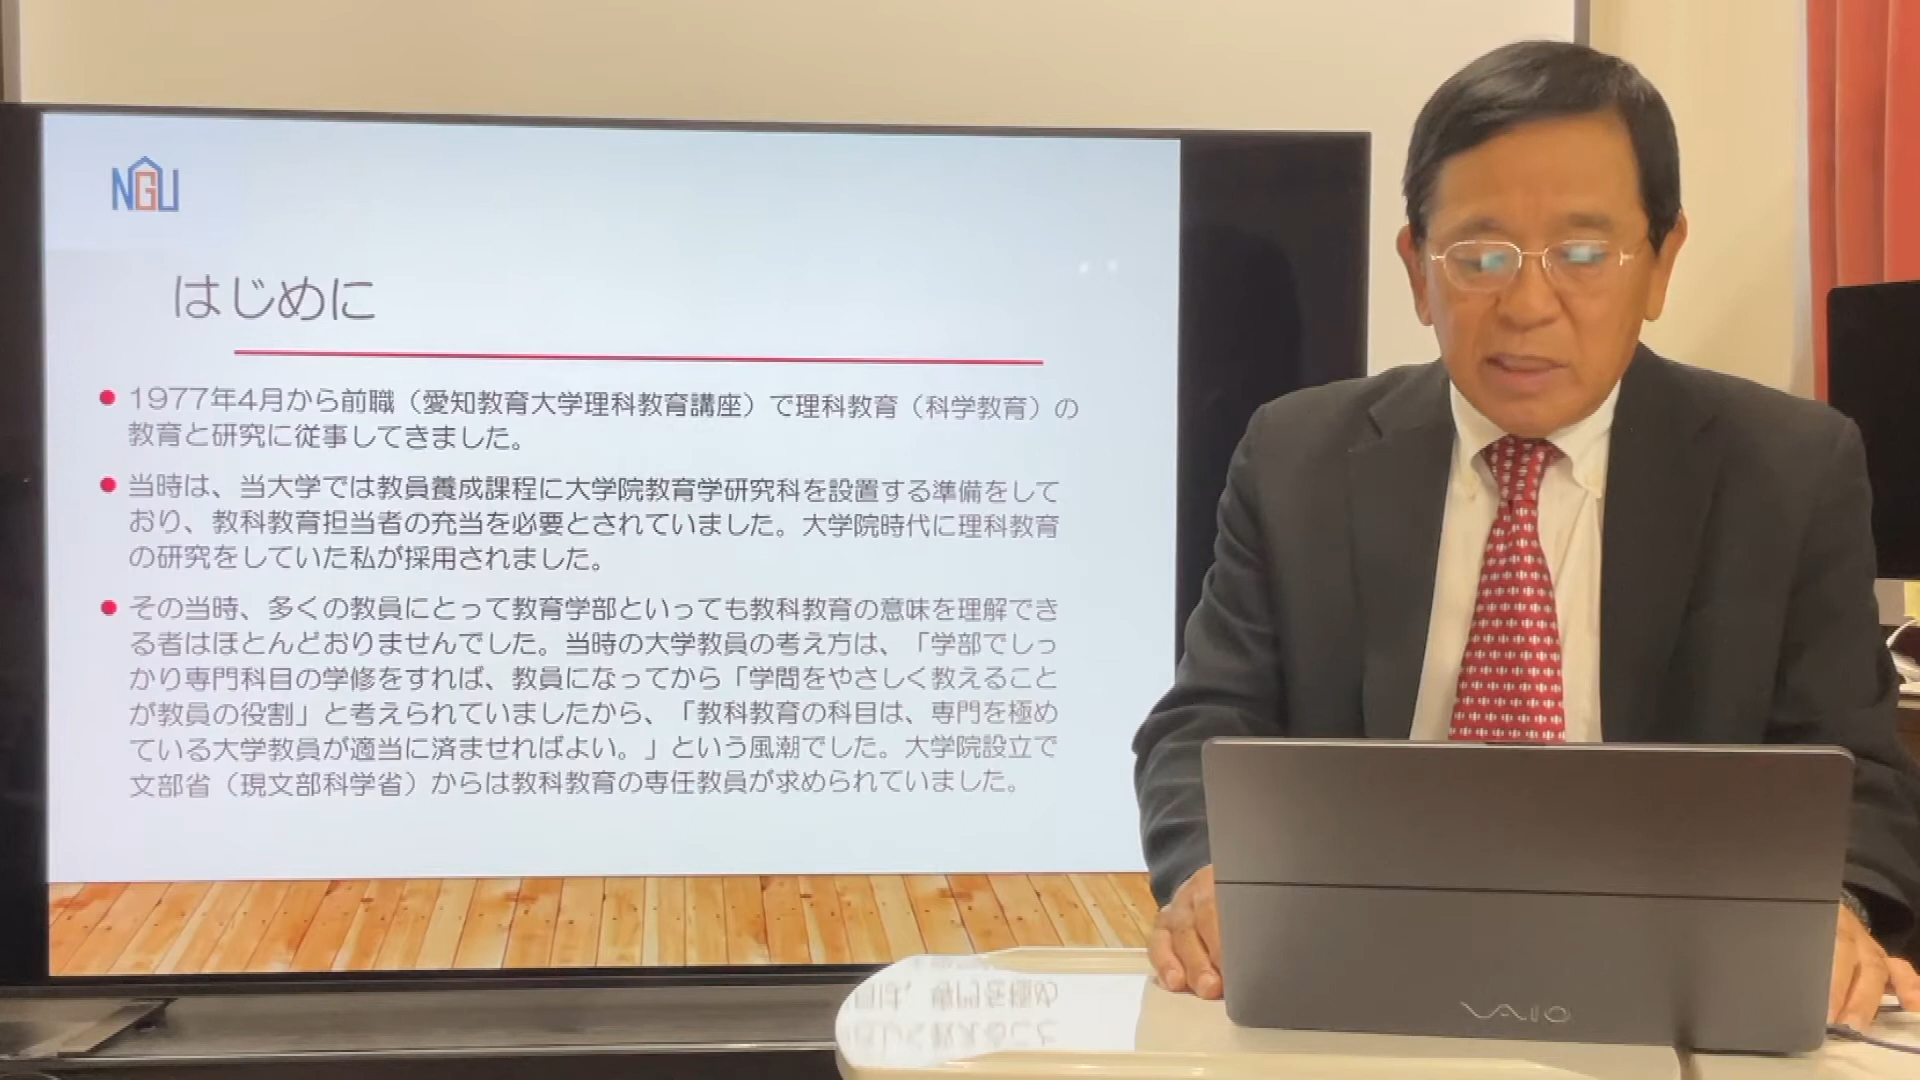 NGU
はじめに
1977年4月から前職（愛知教育大学理科教育講座）で理科教育（科学教育）の
教育と研究に従事してきました。
当時は、当大学では教員養成課程に大学院教育学研究科を設置する準備をして
おり、教科教育担当者の充当を必要とされていました。大学院時代に理科教育
の研究をしていた私が採用されました。
その当時、多くの教員にとって教育学部といっても教科教育の意味を理解でき
る者はほとんどおりませんでした。当時の大学教員の考え方は、「学部でしっ
かり専門科目の学修をすれば、教員になってから「学問をやさしく教えること
が教員の役割」と考えられていましたから、「教科教育の科目は、専門を極め
ている大学教員が適当に済ませればよい。」という風潮でした。大学院設立で
文部省（現文部科学省）からは教科教育の専任教員が求められていました。
VAIO